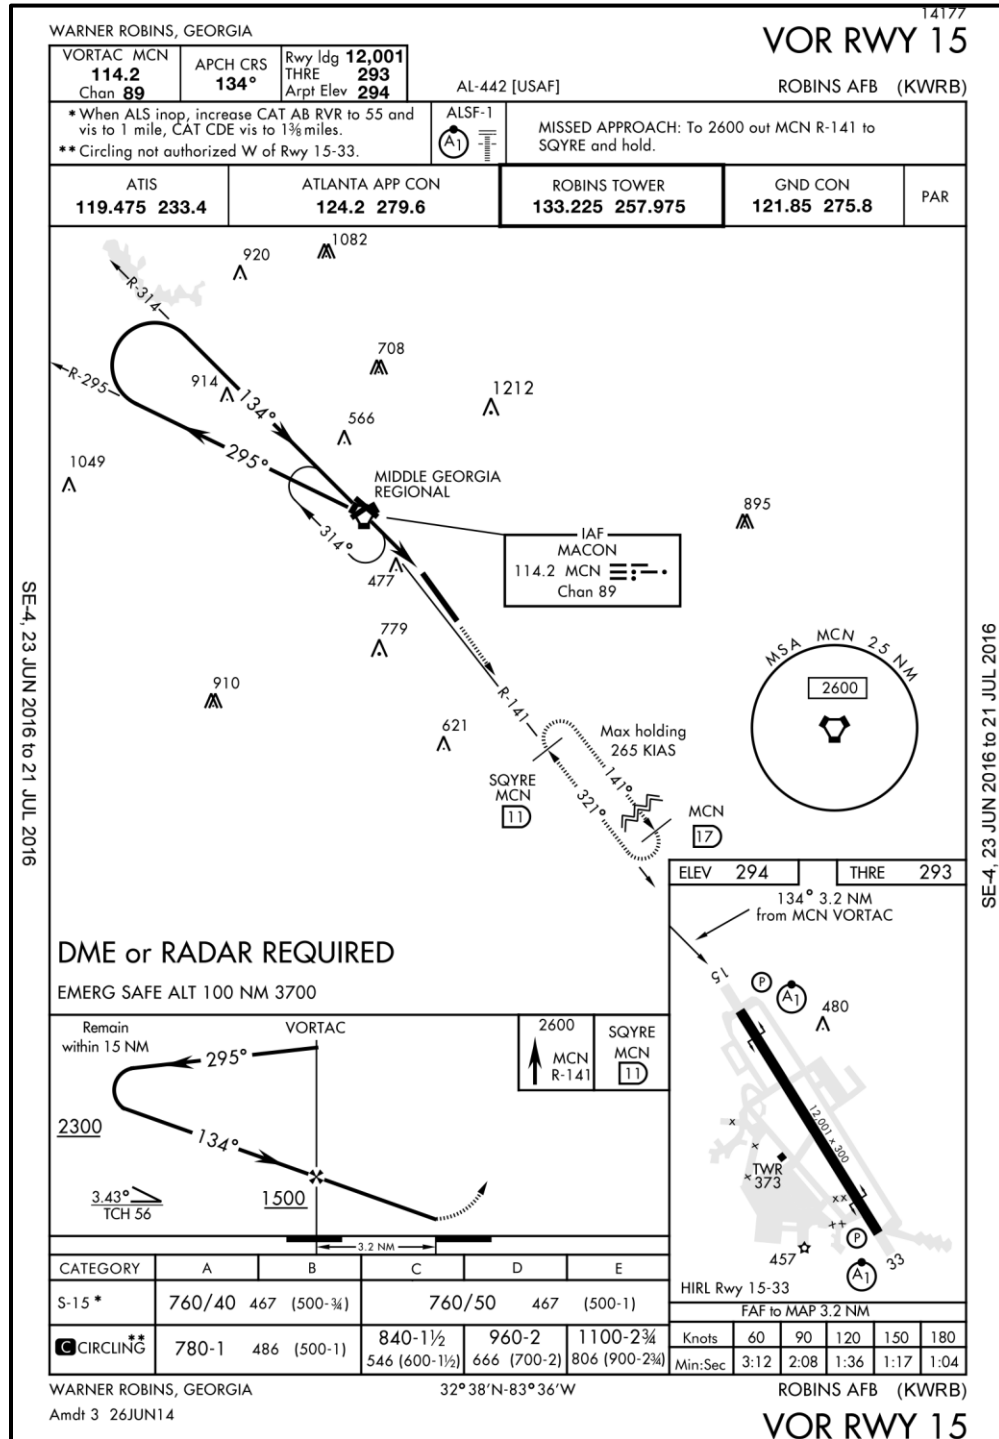 14177
WARNER ROBINS, GEORGIA
VOR RWY 15
VORTAC MCN
114.2
Chan 89
APCH CRS
134°
Rwy ldg 12,001
THRE 293
Arpt Elev 294
AL-442 [USAF]
ROBINS AFB (KWRB)
* When ALS inop, increase CAT AB RVR to 55 and
vis to 1 mile, CAT CDE vis to 1⅜ miles.
** Circling not authorized W of Rwy 15-33.
ALSF-1
A1
MISSED APPROACH: To 2600 out MCN R-141 to
SQYRE and hold.
ATIS
119.475 233.4
ATLANTA APP CON
124.2 279.6
ROBINS TOWER
133.225 257.975
GND CON
121.85 275.8
PAR
920
1082
R-314
R-295
914
134°
708
1212
566
295°
1049
MIDDLE GEORGIA
REGIONAL
314°
477
895
IAF
MACON
114.2 MCN
Chan 89
779
910
R-141
621
Max holding
265 KIAS
141°
321°
SQYRE
MCN
11
MCN
17
MSA MCN 25 NM
2600
SE-4, 23 JUN 2016 to 21 JUL 2016
SE-4, 23 JUN 2016 to 21 JUL 2016
DME or RADAR REQUIRED
EMERG SAFE ALT 100 NM 3700
ELEV 294
THRE 293
134° 3.2 NM
from MCN VORTAC
15
P
A1
480
12,001 x 300
TWR
373
457
P
A1
33
HIRL Rwy 15-33
Remain
within 15 NM
VORTAC
295°
2300
134°
1500
3.43°
TCH 56
3.2 NM
2600
MCN
R-141
SQYRE
MCN
11
CATEGORY A B C D E
S-15 * 760/40 467 (500-¾) 760/50 467 (500-1)
C CIRCLING ** 780-1 486 (500-1) 840-1½ 546 (600-1½) 960-2 666 (700-2) 1100-2¾ 806 (900-2¾)
FAF to MAP 3.2 NM
Knots 60 90 120 150 180
Min:Sec 3:12 2:08 1:36 1:17 1:04
WARNER ROBINS, GEORGIA
32°38'N-83°36'W
ROBINS AFB (KWRB)
Amdt 3 26JUN14
VOR RWY 15